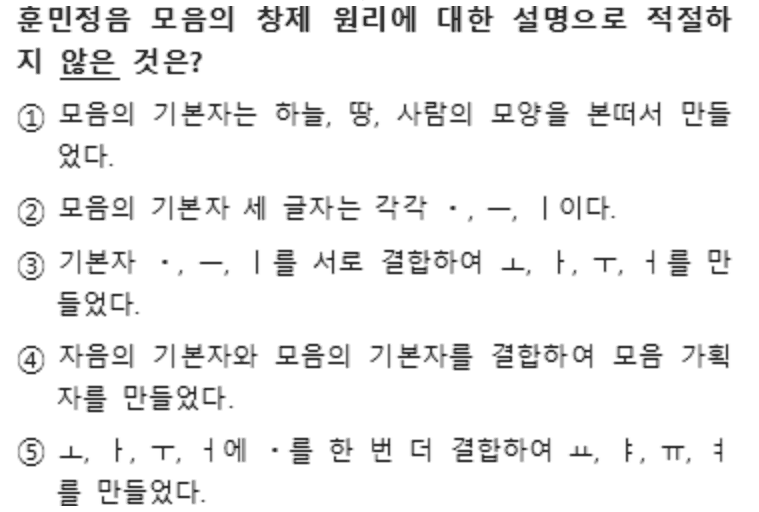 훈민정음 모음의 창제 원리에 대한 설명으로 적절하
지 않은 것은?
① 모음의 기본자는 하늘, 땅, 사람의 모양을 본떠서 만들
었다.
② 모음의 기본자 세 글자는 각각 ㆍ, ㅡ, ㅣ이다.
③ 기본자 ㆍ, ㅡ, ㅣ를 서로 결합하여 ㅗ, ㅏ, ㅜ, ㅓ를 만
들었다.
④ 자음의 기본자와 모음의 기본자를 결합하여 모음 가획
자를 만들었다.
⑤ ㅗ, ㅏ, ㅜ, ㅓ에 ㆍ를 한 번 더 결합하여 ㅛ, ㅑ, ㅠ, ㅕ
를 만들었다.